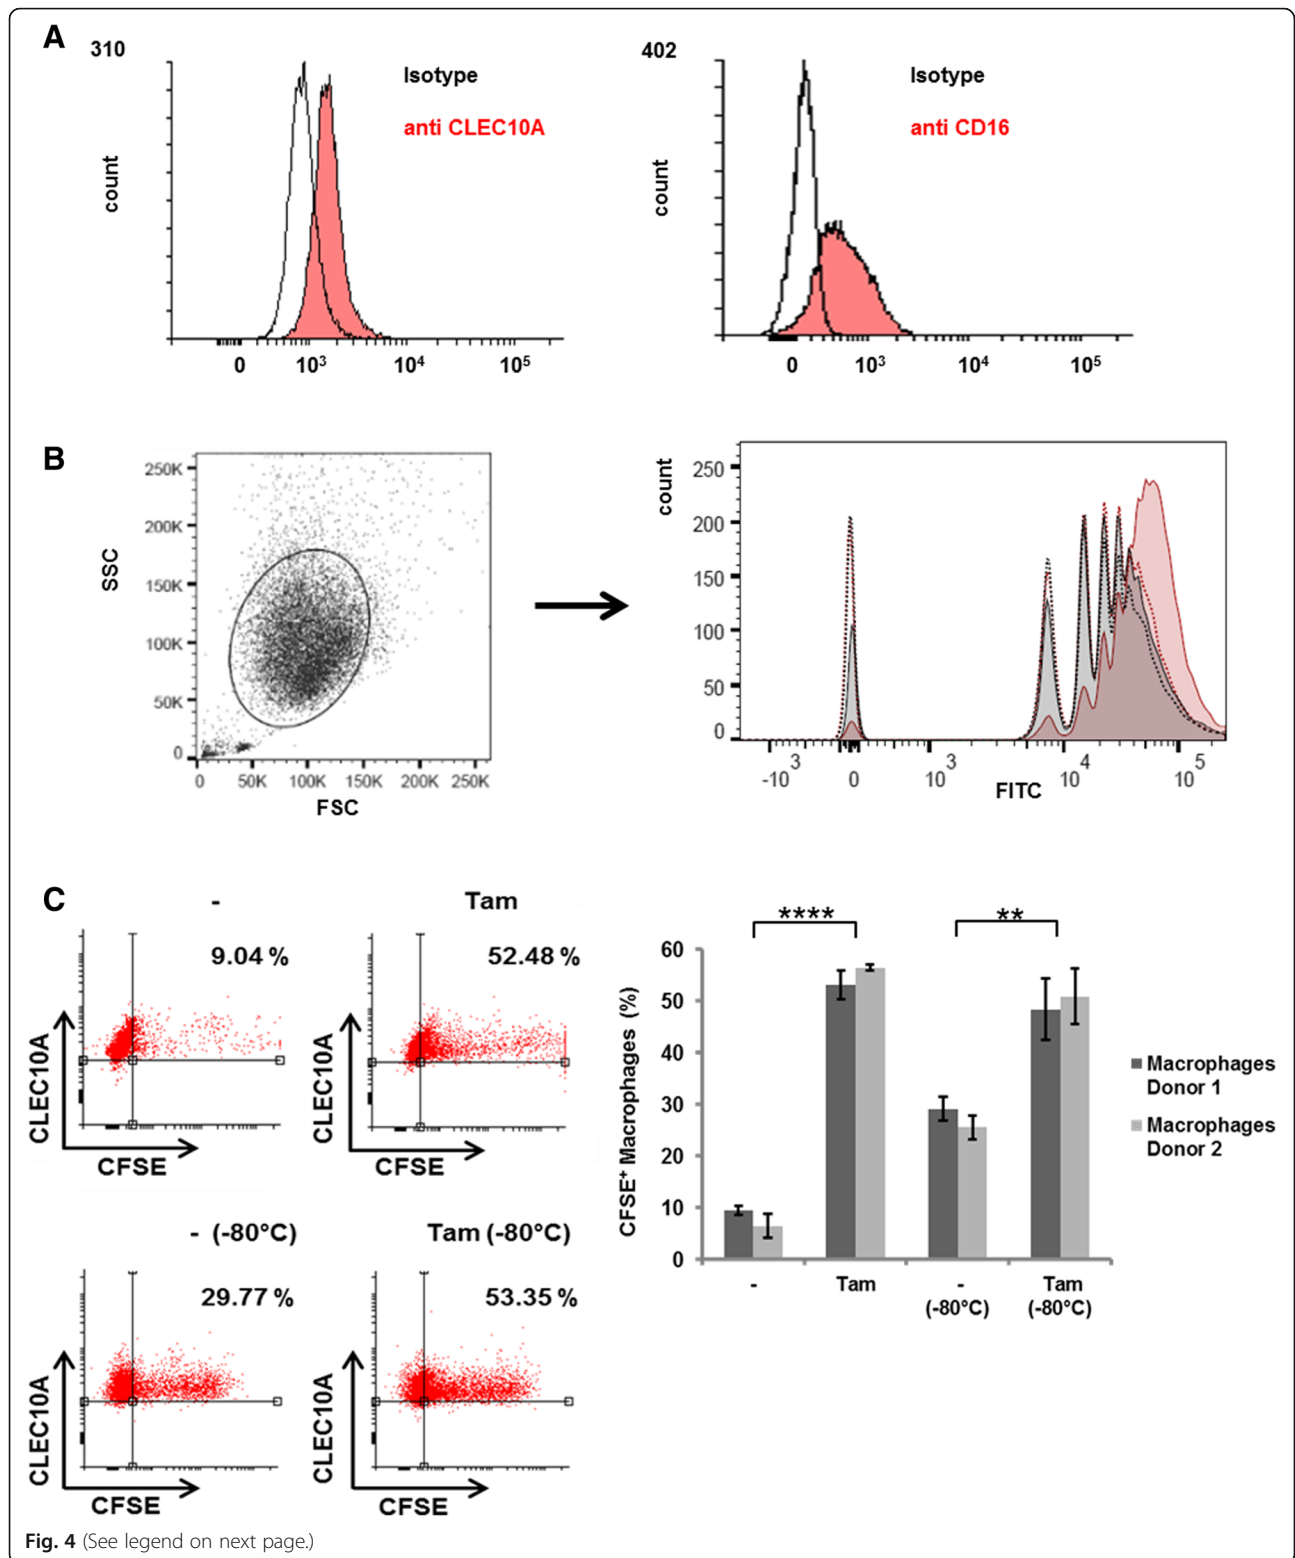 A
310
Isotype
anti CLEC10A
count
0 10³ 10⁴ 10⁵
402
Isotype
anti CD16
count
0 10³ 10⁴ 10⁵
B
250K
200K
150K
100K
50K
0
SSC
0 50K 100K 150K 200K 250K
FSC
count
250
200
150
100
50
0
-10³ 0 10³ 10⁴ 10⁵
FITC
C
-
9.04 %
CLEC10A
CFSE
Tam
52.48 %
CLEC10A
CFSE
- (-80°C)
29.77 %
CLEC10A
CFSE
Tam (-80°C)
53.35 %
CLEC10A
CFSE
**** **
CFSE⁺ Macrophages (%)
60
50
40
30
20
10
0
- Tam - Tam
(-80°C) (-80°C)
Macrophages
Donor 1
Macrophages
Donor 2
Fig. 4 (See legend on next page.)